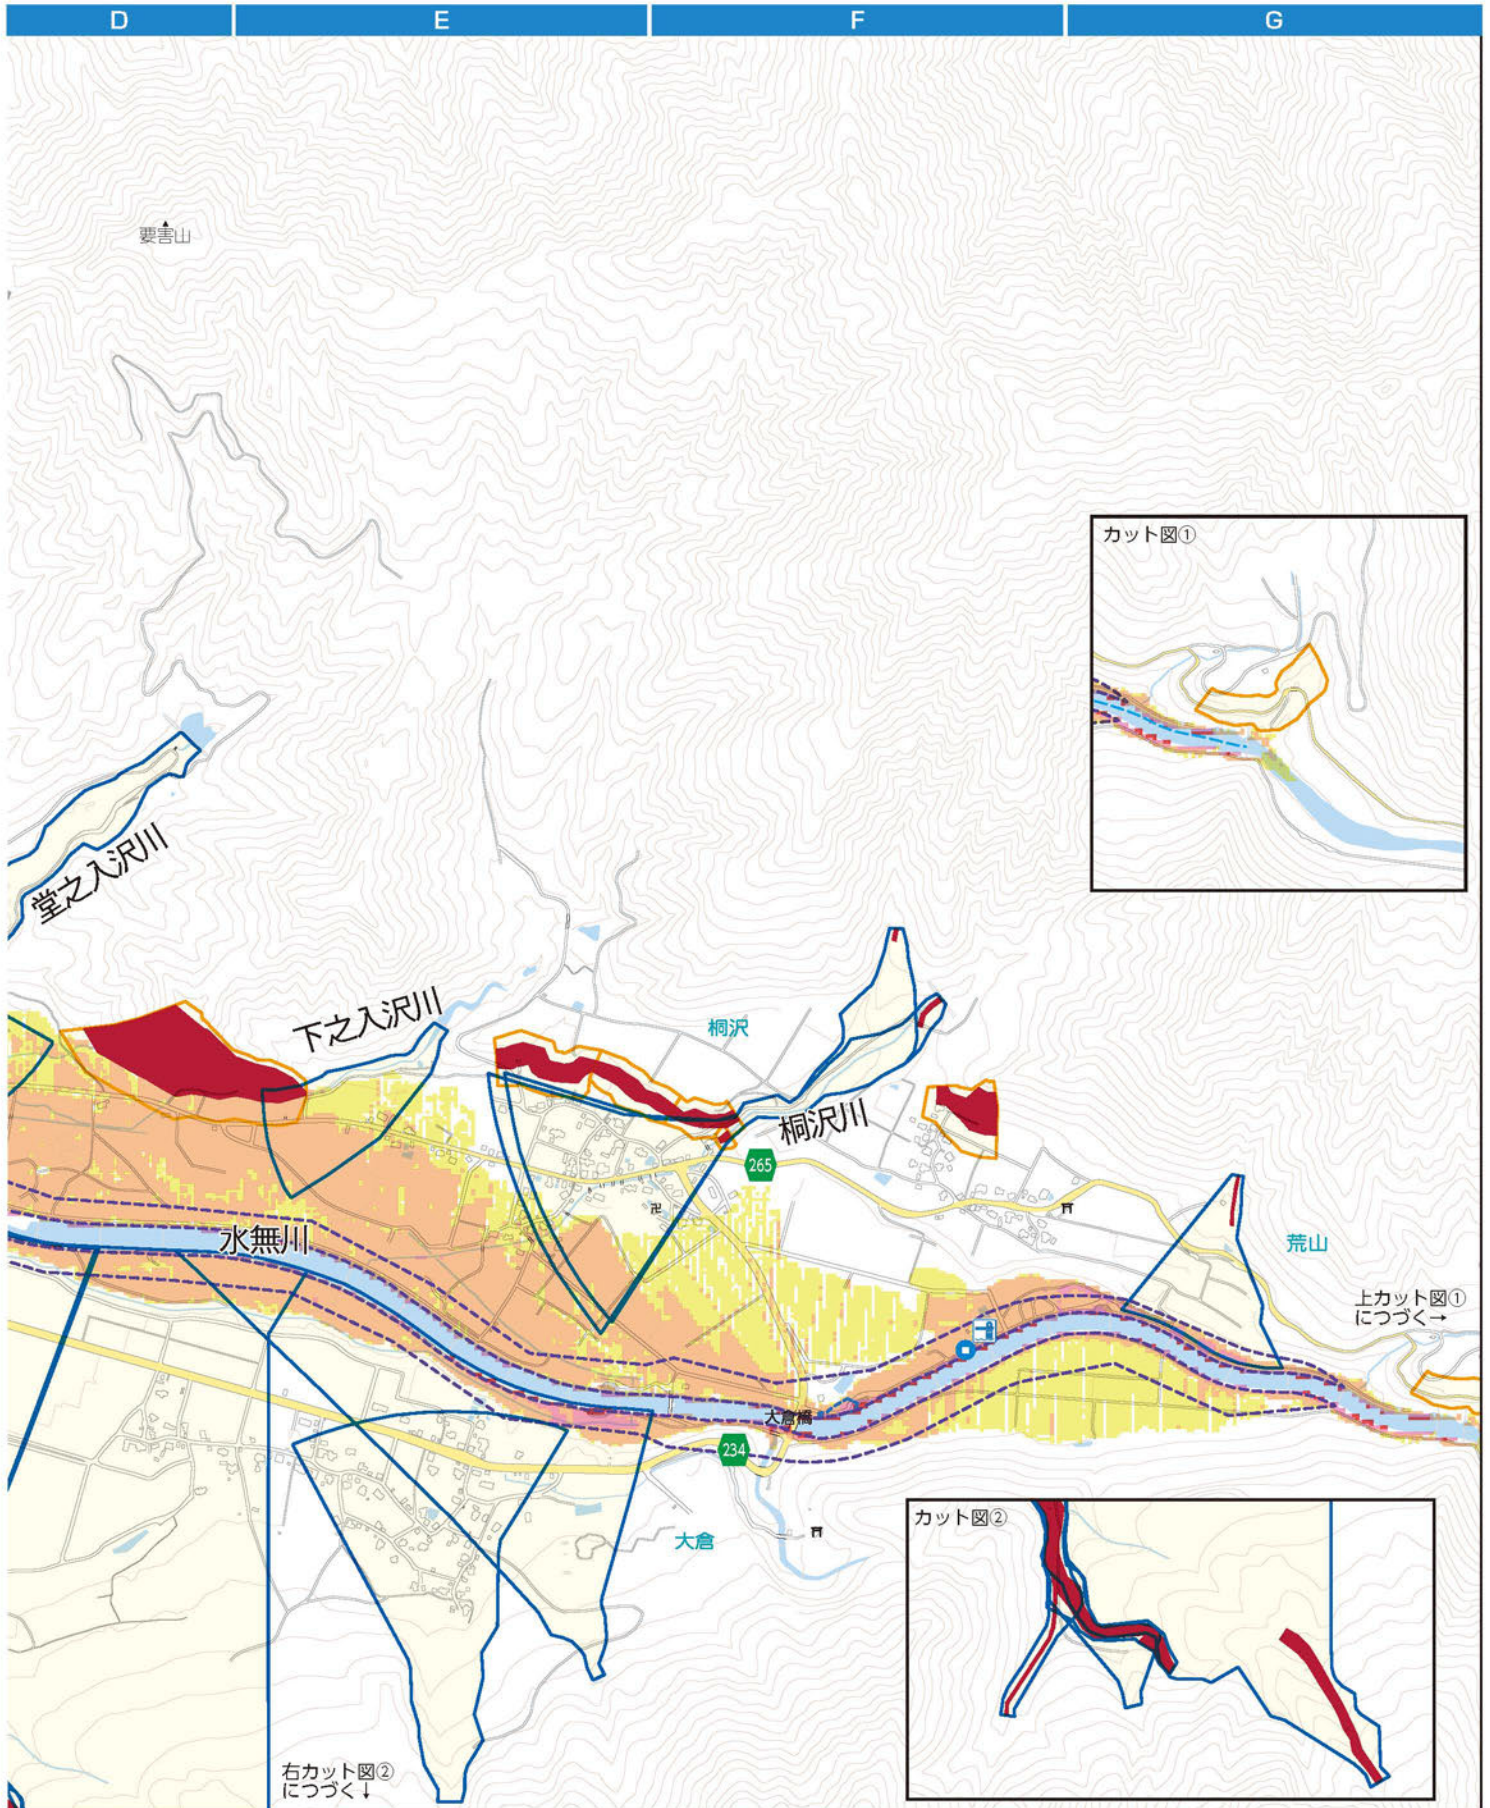 D
E
F
G
要害山
カット図①
堂之入沢川
下之入沢川
桐沢
桐沢川
265
卍
荒山
水無川
上カット図①
につづく→
大倉橋
234
大倉
カット図②
右カット図②
につづく↓